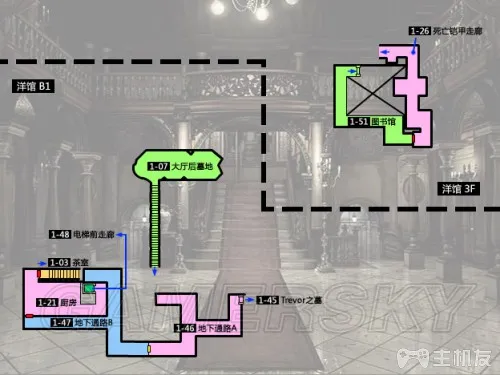 1-26 死亡铠甲走廊
洋馆 B1
1-51 图书馆
1-07 大厅后墓地
洋馆 3F
1-48 电梯前走廊
1-03 茶室
1-21 厨房
1-45 Trevor之墓
1-47 地下通路B
1-46 地下通路A
GAMERSKY
主机友